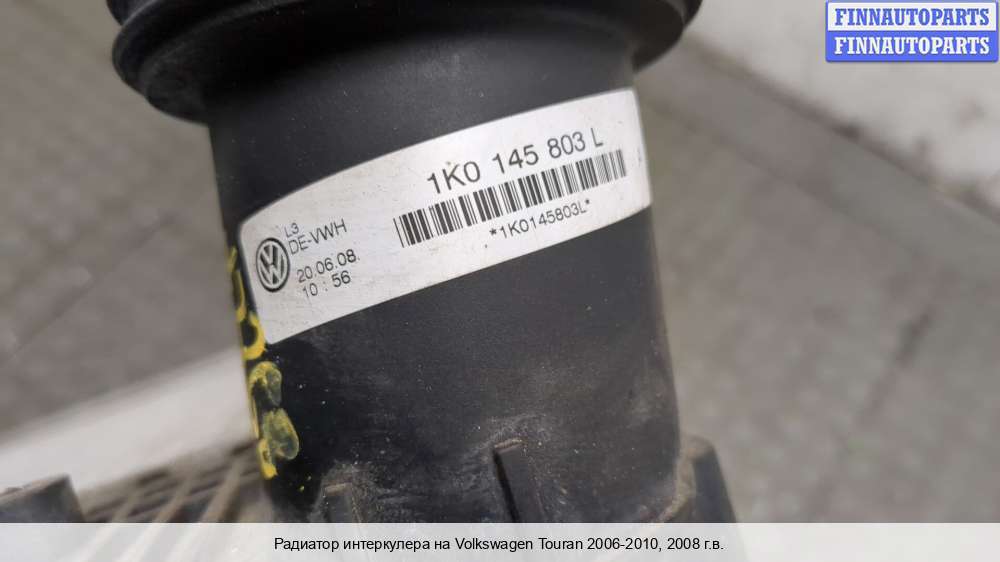 FINNAUTOPARTS
FINNAUTOPARTS
1K0 145 803 L
*1K0145803L*
L3
DE-VWH
20.06.08.
10 : 56
Радиатор интеркулера на Volkswagen Touran 2006-2010, 2008 г.в.